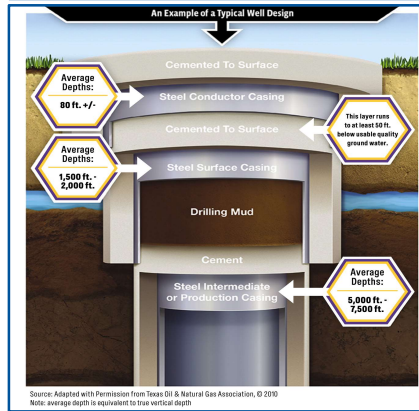 An Example of a Typical Well Design
Cemented To Surface
Average
Depths:
80 ft. +/-
Steel Conductor Casing
Cemented To Surface
This layer runs
to at least 50 ft.
below usable quality
ground water.
Average
Depths:
1,500 ft. -
2,000 ft.
Steel Surface Casing
Drilling Mud
Cement
Steel Intermediate
or Production Casing
Average
Depths:
5,000 ft. -
7,500 ft.
Source: Adapted with Permission from Texas Oil & Natural Gas Association, © 2010
Note: average depth is equivalent to true vertical depth